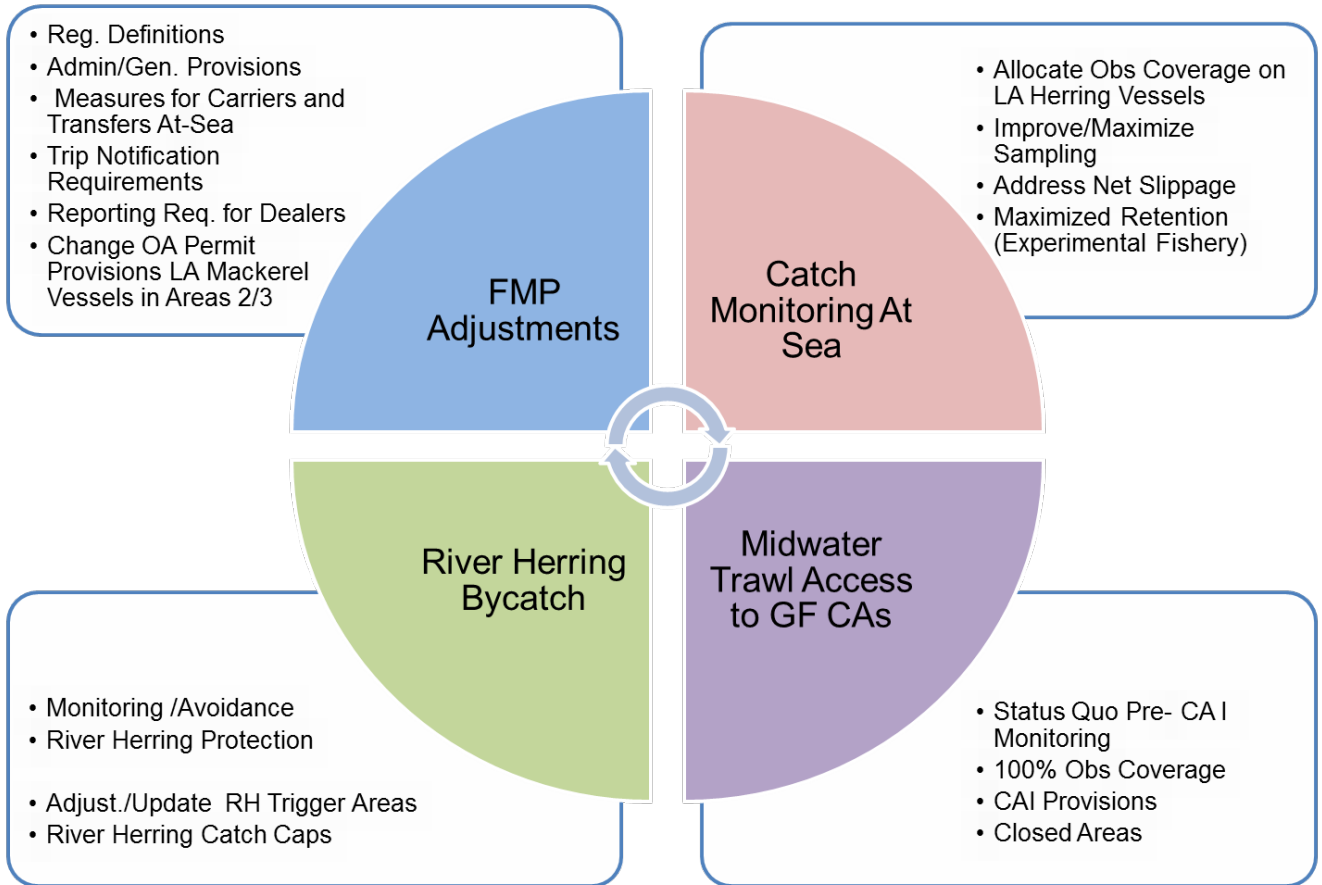 • Reg. Definitions
• Admin/Gen. Provisions
• Measures for Carriers and
Transfers At-Sea
• Trip Notification
Requirements
• Reporting Req. for Dealers
• Change OA Permit
Provisions LA Mackerel
Vessels in Areas 2/3
• Allocate Obs Coverage on
LA Herring Vessels
• Improve/Maximize
Sampling
• Address Net Slippage
• Maximized Retention
(Experimental Fishery)
FMP
Adjustments
Catch
Monitoring At
Sea
River Herring
Bycatch
Midwater
Trawl Access
to GF CAs
• Monitoring /Avoidance
• River Herring Protection
• Adjust./Update RH Trigger Areas
• River Herring Catch Caps
• Status Quo Pre- CA I
Monitoring
• 100% Obs Coverage
• CAI Provisions
• Closed Areas